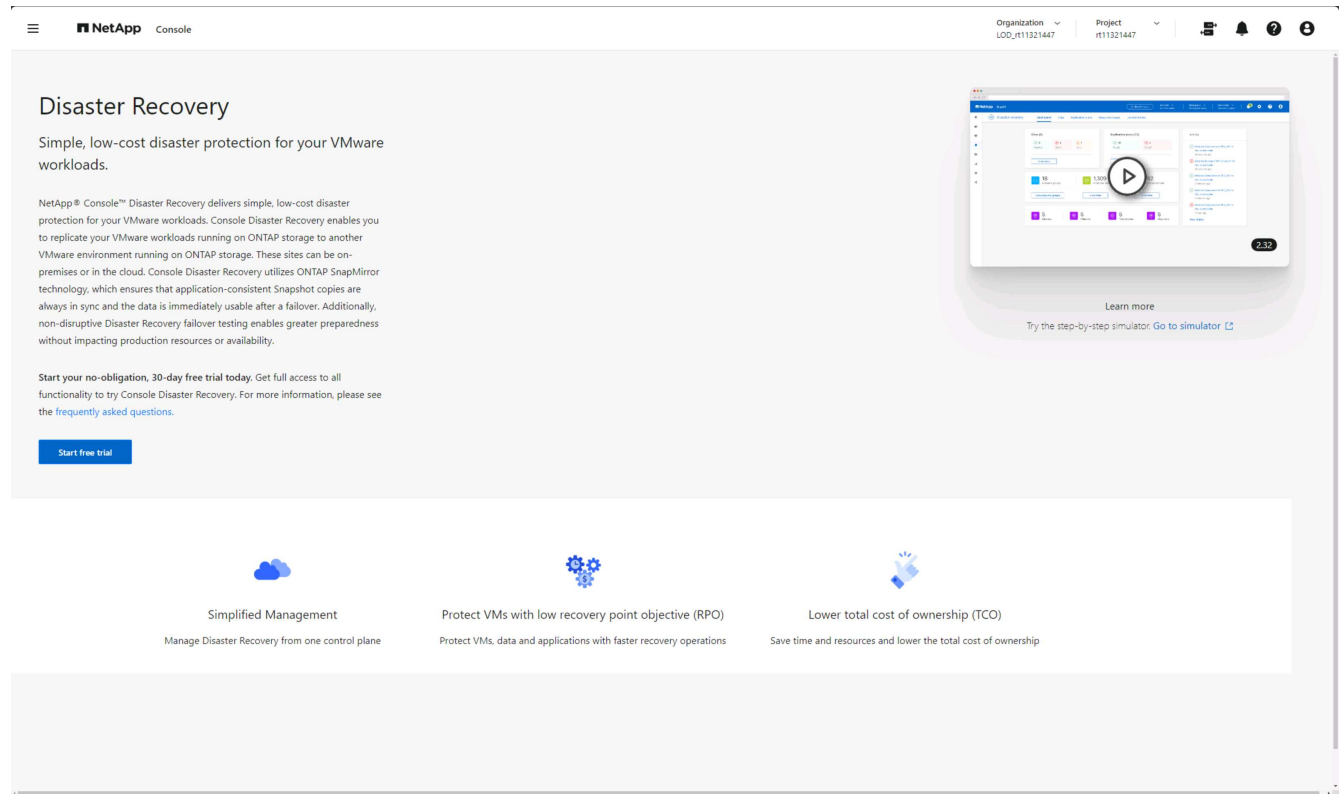 NetApp Console
Organization
LOD_rt11321447
Project
rt11321447
Disaster Recovery
Simple, low-cost disaster protection for your VMware
workloads.
NetApp® Console™ Disaster Recovery delivers simple, low-cost disaster
protection for your VMware workloads. Console Disaster Recovery enables you
to replicate your VMware workloads running on ONTAP storage to another
VMware environment running on ONTAP storage. These sites can be on-
premises or in the cloud. Console Disaster Recovery utilizes ONTAP SnapMirror
technology, which ensures that application-consistent Snapshot copies are
always in sync and the data is immediately usable after a failover. Additionally,
non-disruptive Disaster Recovery failover testing enables greater preparedness
without impacting production resources or availability.
Start your no-obligation, 30-day free trial today. Get full access to all
functionality to try Console Disaster Recovery. For more information, please see
the frequently asked questions.
Start free trial
2.32
Learn more
Try the step-by-step simulator. Go to simulator
Simplified Management
Manage Disaster Recovery from one control plane
Protect VMs with low recovery point objective (RPO)
Protect VMs, data and applications with faster recovery operations
Lower total cost of ownership (TCO)
Save time and resources and lower the total cost of ownership